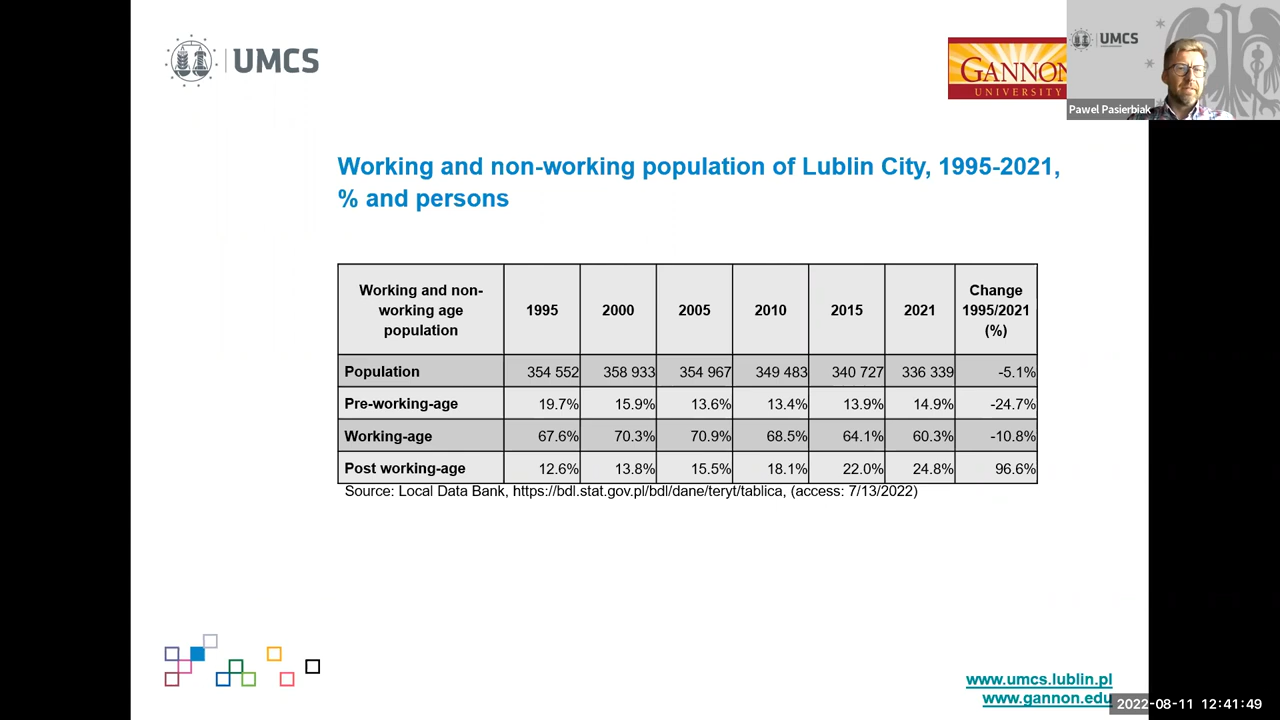 UMCS
GANNON
UNIVERSITY
UMCS
Pawel Pasierbiak
Working and non-working population of Lublin City, 1995-2021,
% and persons
Working and non-
working age
population
1995
2000
2005
2010
2015
2021
Change
1995/2021
(%)
Population 354 552 358 933 354 967 349 483 340 727 336 339 -5.1%
Pre-working-age 19.7% 15.9% 13.6% 13.4% 13.9% 14.9% -24.7%
Working-age 67.6% 70.3% 70.9% 68.5% 64.1% 60.3% -10.8%
Post working-age 12.6% 13.8% 15.5% 18.1% 22.0% 24.8% 96.6%
Source: Local Data Bank, https://bdl.stat.gov.pl/bdl/dane/teryt/tablica, (access: 7/13/2022)
www.umcs.lublin.pl
www.gannon.edu
2022-08-11 12:41:49